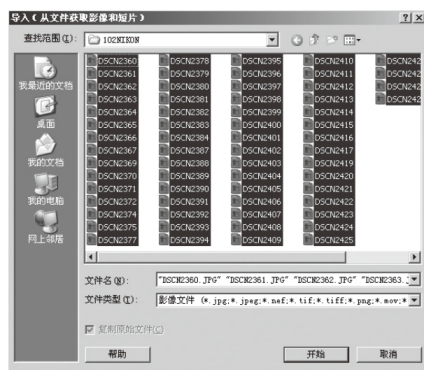 导入（从文件获取影像和短片）
查找范围(I):
102NIKON
我最近的文档
桌面
我的文档
我的电脑
网上邻居
DSCN2360 DSCN2378 DSCN2395 DSCN2410 DSCN242
DSCN2361 DSCN2379 DSCN2396 DSCN2411 DSCN242
DSCN2362 DSCN2380 DSCN2397 DSCN2412 DSCN242
DSCN2363 DSCN2381 DSCN2398 DSCN2413 DSCN242
DSCN2364 DSCN2382 DSCN2399 DSCN2414
DSCN2365 DSCN2383 DSCN2400 DSCN2415
DSCN2366 DSCN2384 DSCN2401 DSCN2416
DSCN2367 DSCN2387 DSCN2402 DSCN2417
DSCN2369 DSCN2388 DSCN2403 DSCN2419
DSCN2370 DSCN2389 DSCN2404 DSCN2420
DSCN2371 DSCN2390 DSCN2405 DSCN2421
DSCN2372 DSCN2391 DSCN2406 DSCN2422
DSCN2374 DSCN2392 DSCN2407 DSCN2423
DSCN2375 DSCN2393 DSCN2408 DSCN2424
DSCN2377 DSCN2394 DSCN2409 DSCN2425
文件名(N):
"DSCN2360.JPG" "DSCN2361.JPG" "DSCN2362.JPG" "DSCN2363.J
文件类型(T):
影像文件 (*.jpg;*.jpeg;*.nef;*.tif;*.tiff;*.png;*.mov;*
复制原始文件(C)
帮助 开始 取消